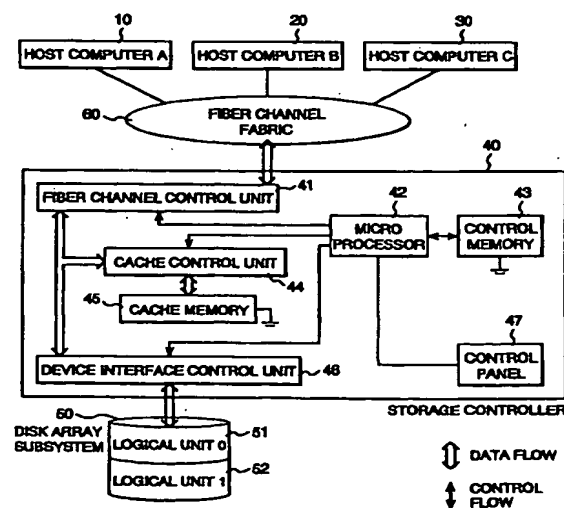 10
20
30
HOST COMPUTER A
HOST COMPUTER B
HOST COMPUTER C
60
FIBER CHANNEL
FABRIC
40
41
FIBER CHANNEL CONTROL UNIT
42
43
MICRO
PROCESSOR
CONTROL
MEMORY
CACHE CONTROL UNIT
44
45
CACHE MEMORY
47
CONTROL
PANEL
DEVICE INTERFACE CONTROL UNIT
46
STORAGE CONTROLLER
50
DISK ARRAY
SUBSYSTEM
51
LOGICAL UNIT 0
52
LOGICAL UNIT 1
DATA FLOW
CONTROL
FLOW